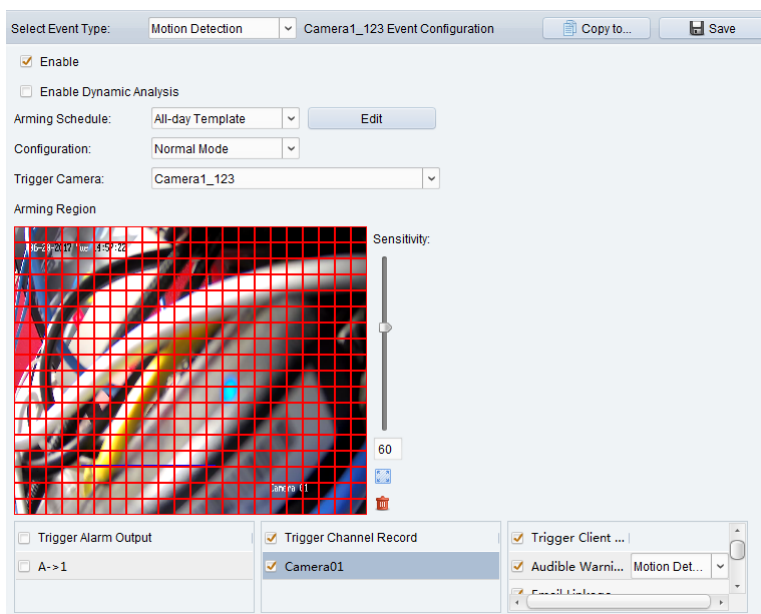 Select Event Type: Motion Detection Camera1_123 Event Configuration Copy to... Save
Enable
Enable Dynamic Analysis
Arming Schedule: All-day Template Edit
Configuration: Normal Mode
Trigger Camera: Camera1_123
Arming Region
Sensitivity:
60
Camera 01
Trigger Alarm Output Trigger Channel Record Trigger Client ...
A->1 Camera01 Audible Warni... Motion Det...
Email Linkage